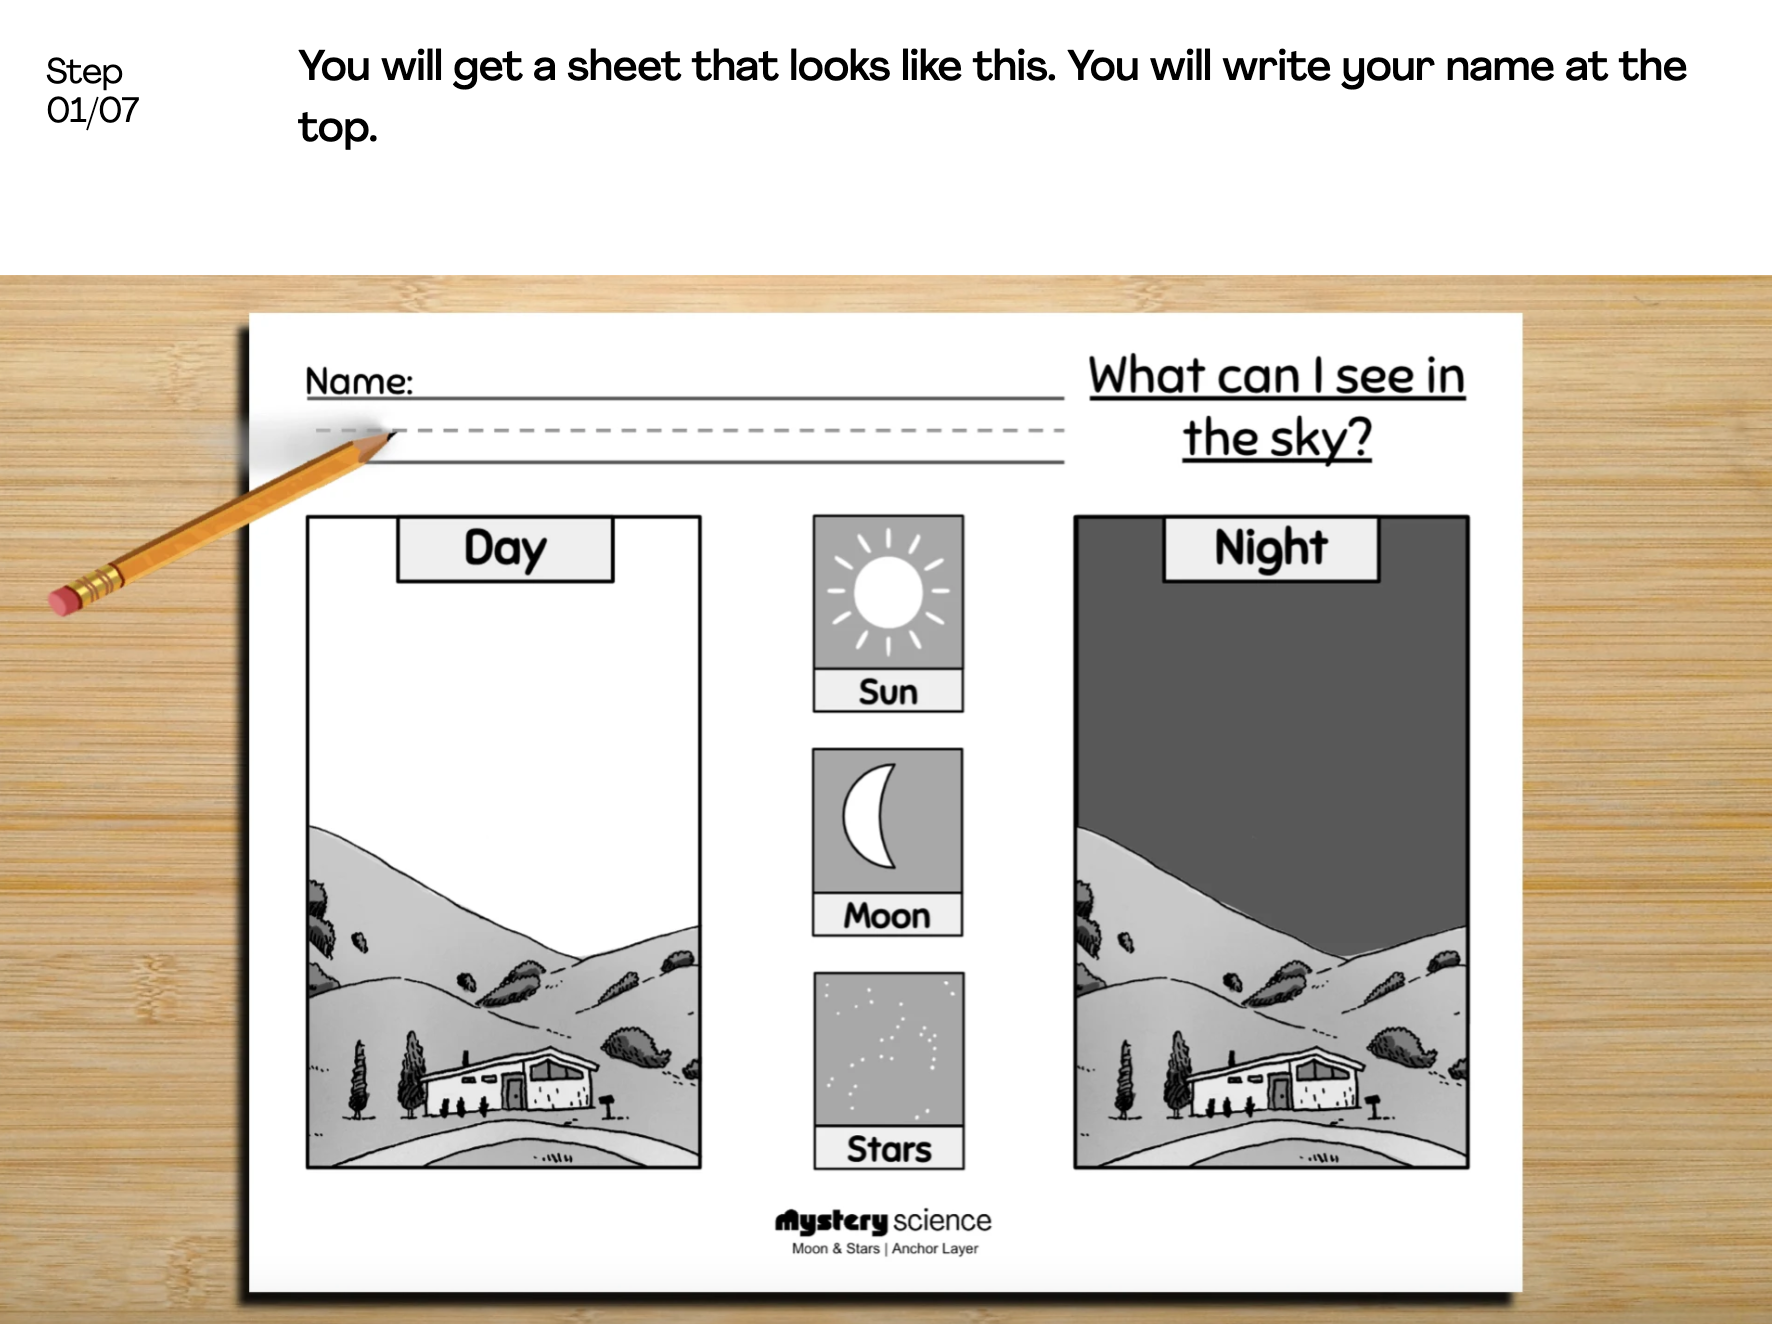 Step
01/07
You will get a sheet that looks like this. You will write your name at the
top.
Name:
What can I see in
the sky?
Day
Sun
Moon
Stars
Night
Mystery science
Moon & Stars | Anchor Layer